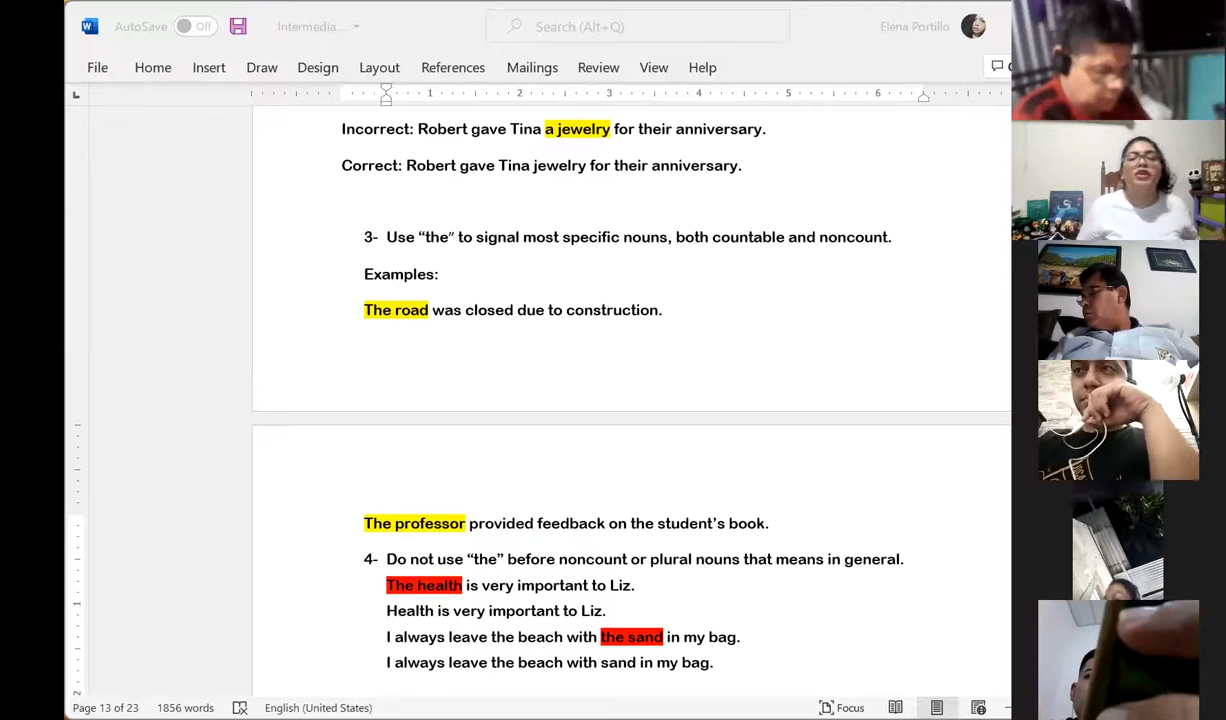 AutoSave Off Intermedia... Search (Alt+Q) Elena Portillo
File Home Insert Draw Design Layout References Mailings Review View Help
1 2 3 4 5 6
Incorrect: Robert gave Tina a jewelry for their anniversary.
Correct: Robert gave Tina jewelry for their anniversary.
3- Use “the” to signal most specific nouns, both countable and noncount.
Examples:
The road was closed due to construction.
The professor provided feedback on the student’s book.
4- Do not use “the” before noncount or plural nouns that means in general.
The health is very important to Liz.
Health is very important to Liz.
I always leave the beach with the sand in my bag.
I always leave the beach with sand in my bag.
Page 13 of 23 1856 words English (United States) Focus